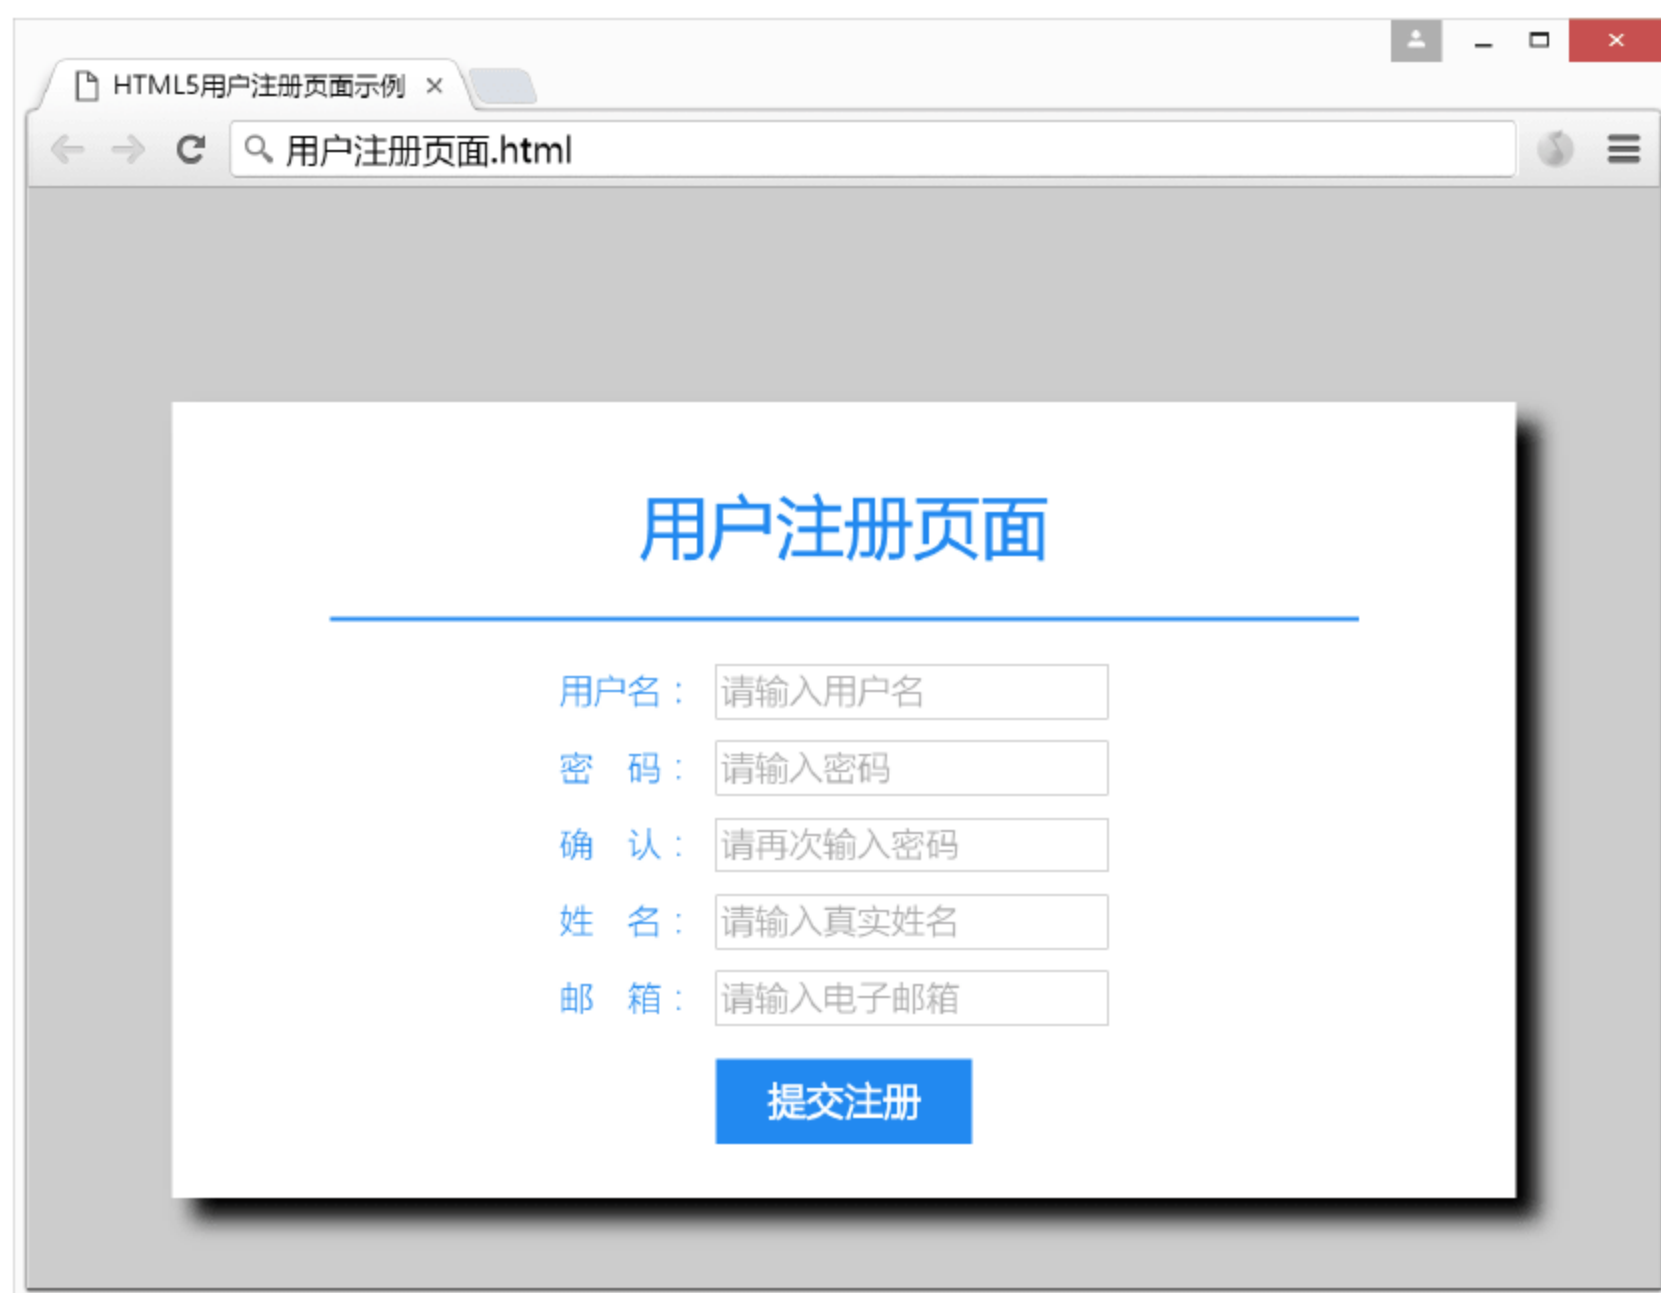 HTML5用户注册页面示例
用户注册页面.html
用户注册页面
用户名： 请输入用户名
密　码： 请输入密码
确　认： 请再次输入密码
姓　名： 请输入真实姓名
邮　箱： 请输入电子邮箱
提交注册